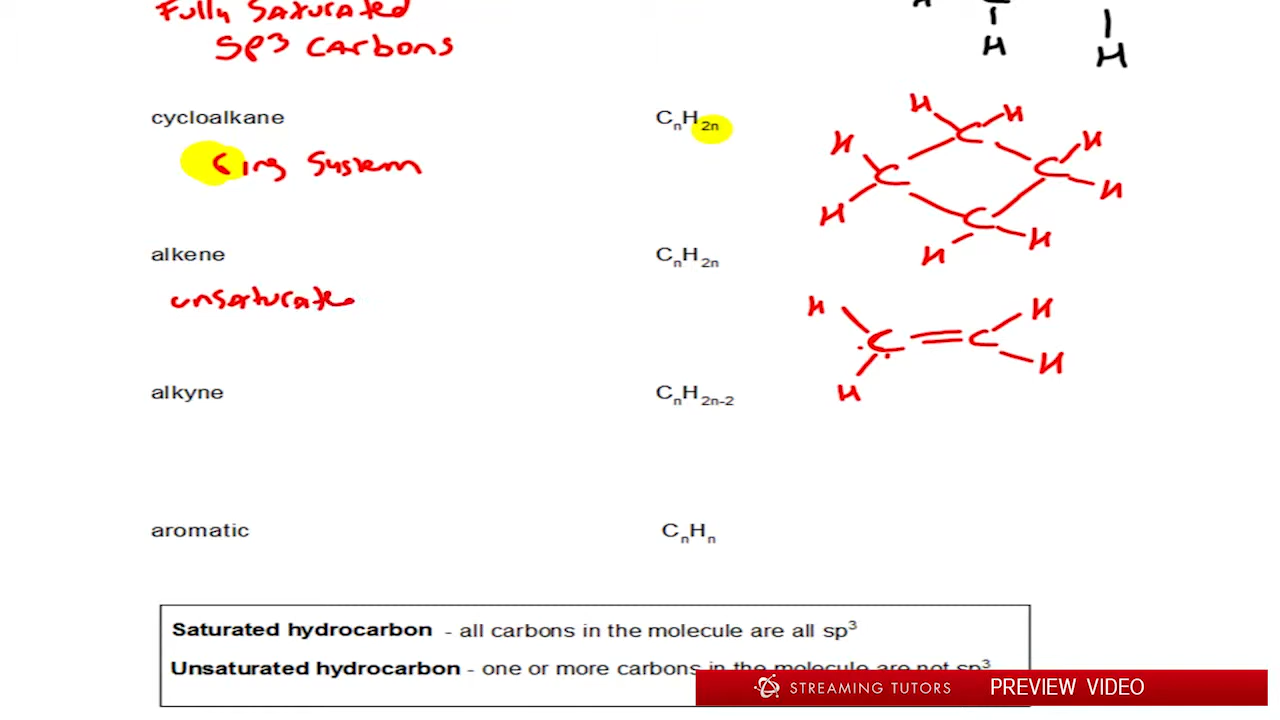 Fully Saturated
SP3 Carbons
H
H
cycloalkane CnH2n
ring System
H H
H C H
C C H
H C H
H
alkene CnH2n
unsaturate
H H
C = C
H H
alkyne CnH2n-2
aromatic CnHn
Saturated hydrocarbon - all carbons in the molecule are all sp3
Unsaturated hydrocarbon - one or more carbons in the molecule are not sp3
STREAMING TUTORS PREVIEW VIDEO